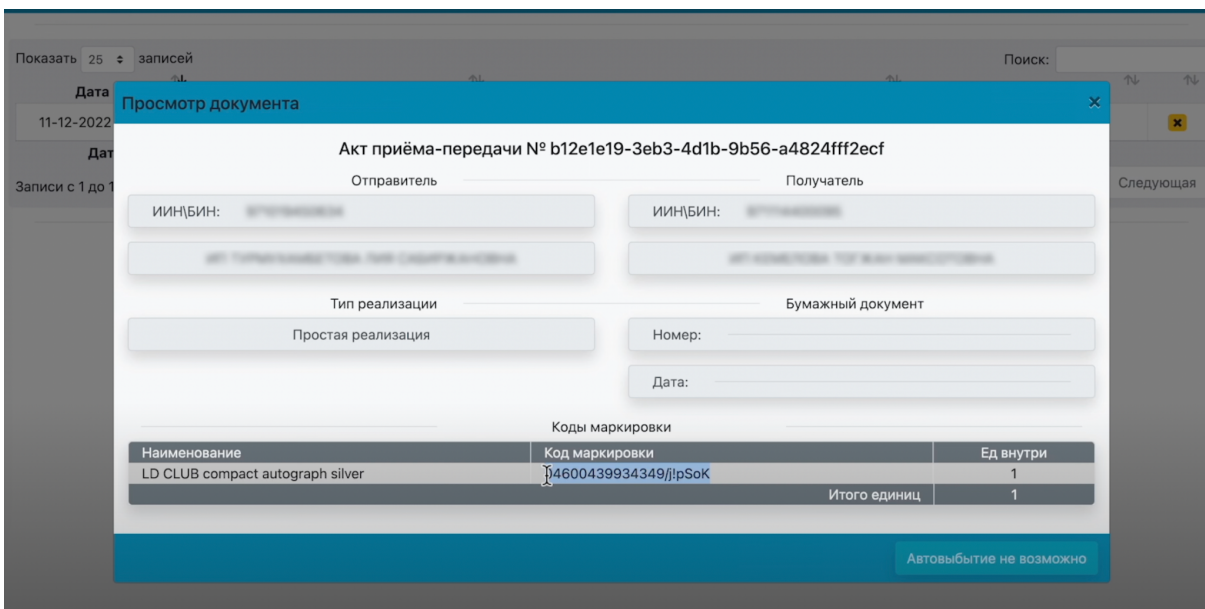 Показать 25 записей
Поиск:
Дата
11-12-2022
Дат
Записи с 1 до 1
Следующая
Просмотр документа
Акт приёма-передачи № b12e1e19-3eb3-4d1b-9b56-a4824fff2ecf
Отправитель
Получатель
ИИН\БИН:
ИИН\БИН:
Тип реализации
Бумажный документ
Простая реализация
Номер:
Дата:
Коды маркировки
Наименование Код маркировки Ед внутри
LD CLUB compact autograph silver 04600439934349/j!pSoK 1
Итого единиц 1
Автовыбытие не возможно